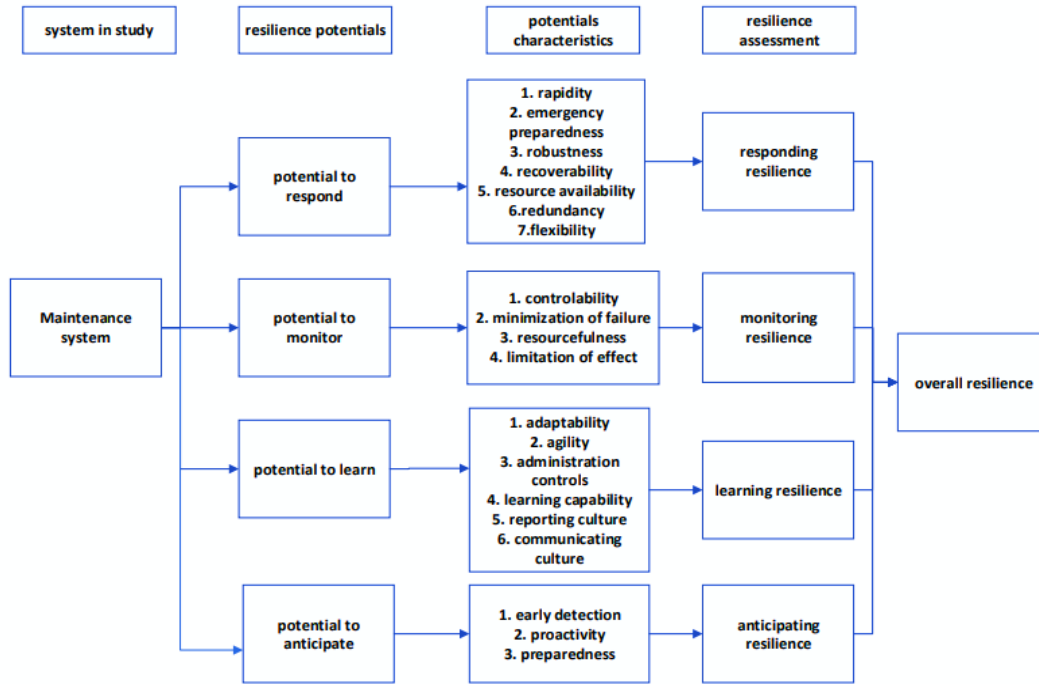 system in study
resilience potentials
potentials
characteristics
resilience
assessment
Maintenance
system
potential to
respond
1. rapidity
2. emergency
preparedness
3. robustness
4. recoverability
5. resource availability
6.redundancy
7.flexibility
responding
resilience
potential to
monitor
1. controlability
2. minimization of failure
3. resourcefulness
4. limitation of effect
monitoring
resilience
potential to learn
1. adaptability
2. agility
3. administration
controls
4. learning capability
5. reporting culture
6. communicating
culture
learning resilience
potential to
anticipate
1. early detection
2. proactivity
3. preparedness
anticipating
resilience
overall resilience